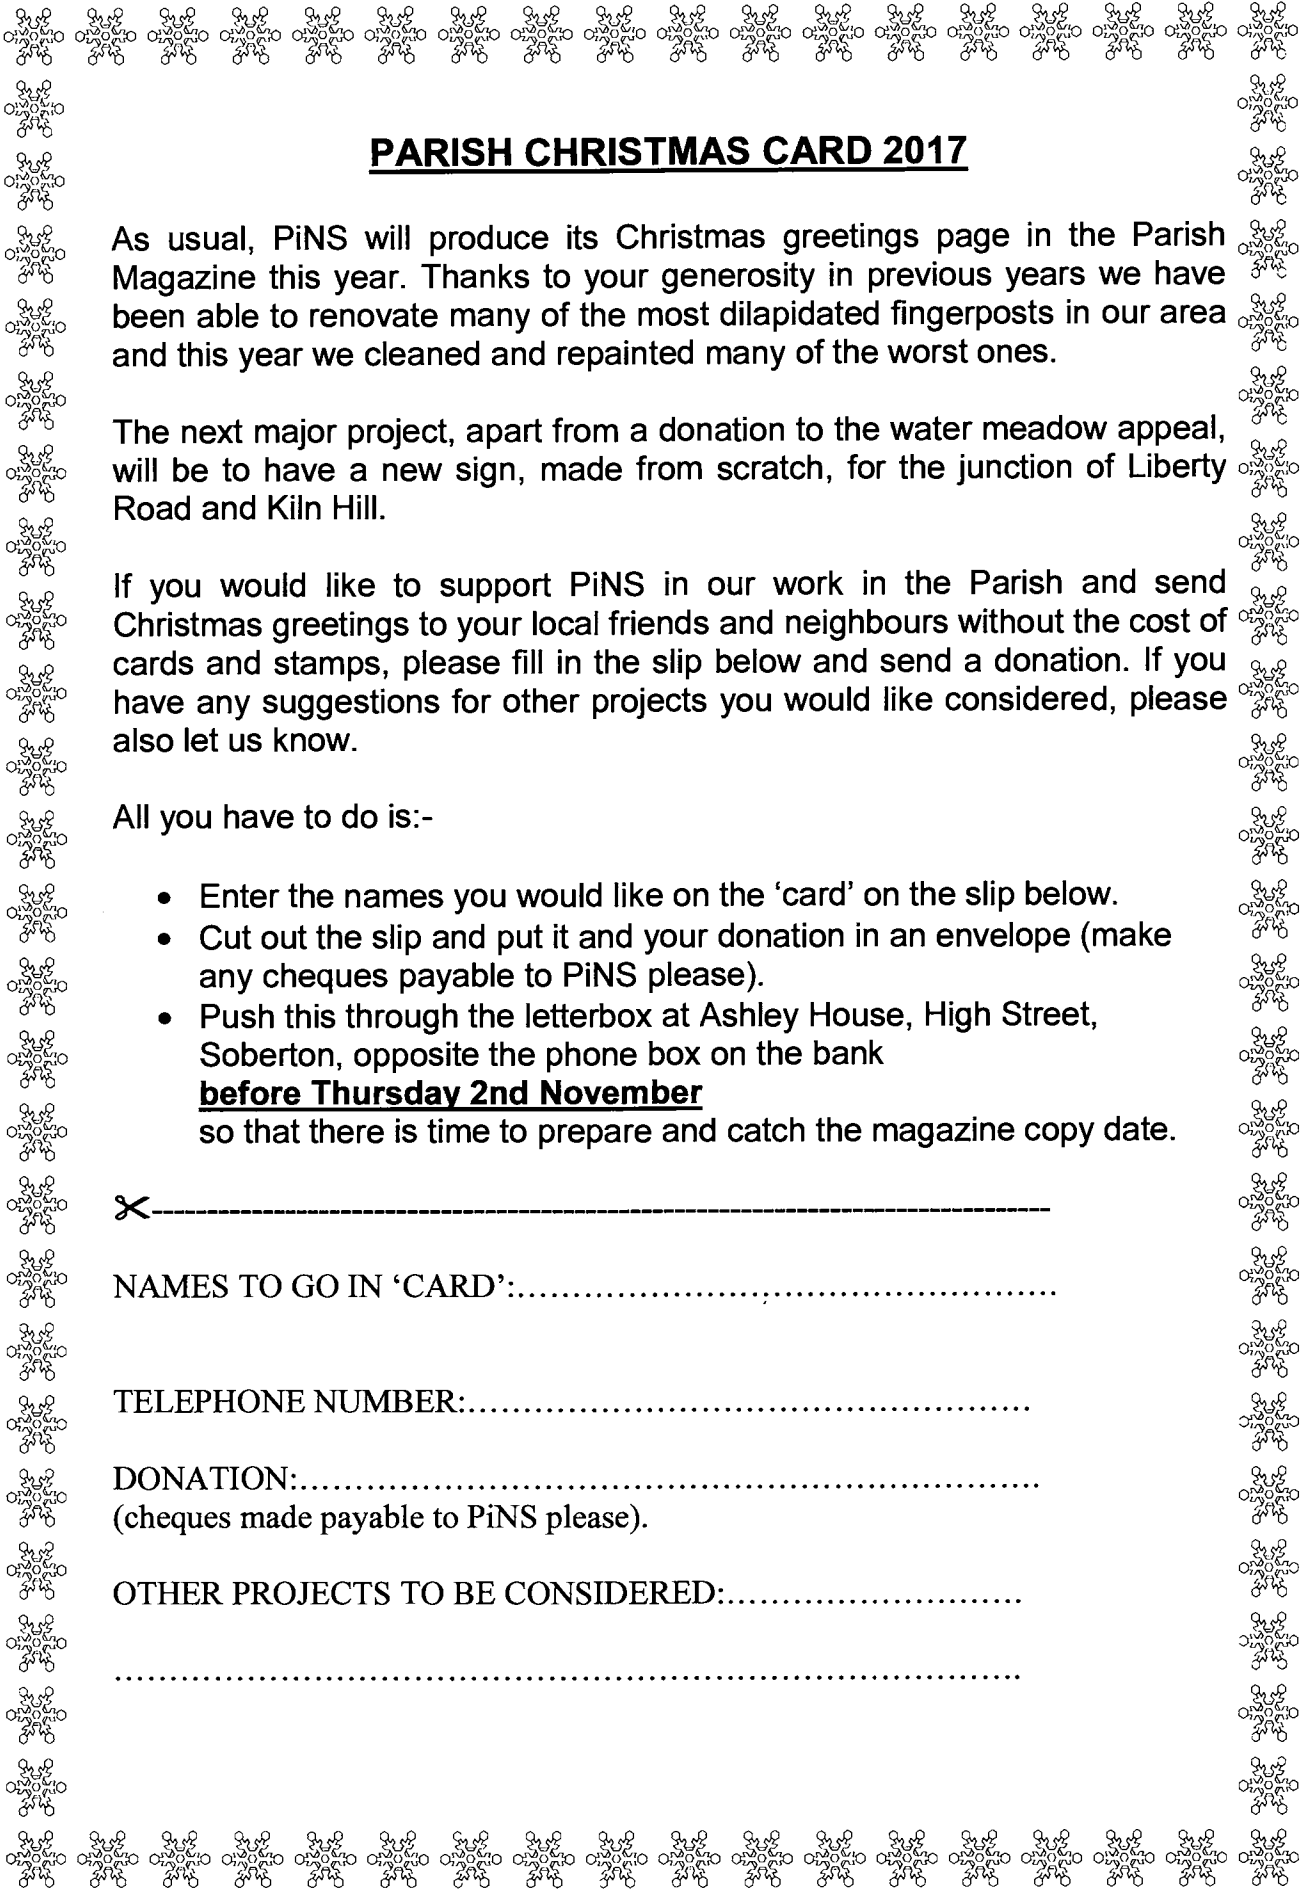 PARISH CHRISTMAS CARD 2017
As usual, PiNS will produce its Christmas greetings page in the Parish
Magazine this year. Thanks to your generosity in previous years we have
been able to renovate many of the most dilapidated fingerposts in our area
and this year we cleaned and repainted many of the worst ones.
The next major project, apart from a donation to the water meadow appeal,
will be to have a new sign, made from scratch, for the junction of Liberty
Road and Kiln Hill.
If you would like to support PiNS in our work in the Parish and send
Christmas greetings to your local friends and neighbours without the cost of
cards and stamps, please fill in the slip below and send a donation. If you
have any suggestions for other projects you would like considered, please
also let us know.
All you have to do is:-
• Enter the names you would like on the ‘card’ on the slip below.
• Cut out the slip and put it and your donation in an envelope (make
any cheques payable to PiNS please).
• Push this through the letterbox at Ashley House, High Street,
Soberton, opposite the phone box on the bank
before Thursday 2nd November
so that there is time to prepare and catch the magazine copy date.
✂--------------------------------------------------------------------------------
NAMES TO GO IN ‘CARD’:..........................................................
TELEPHONE NUMBER:............................................................
DONATION:...............................................................................
(cheques made payable to PiNS please).
OTHER PROJECTS TO BE CONSIDERED:................................
.................................................................................................